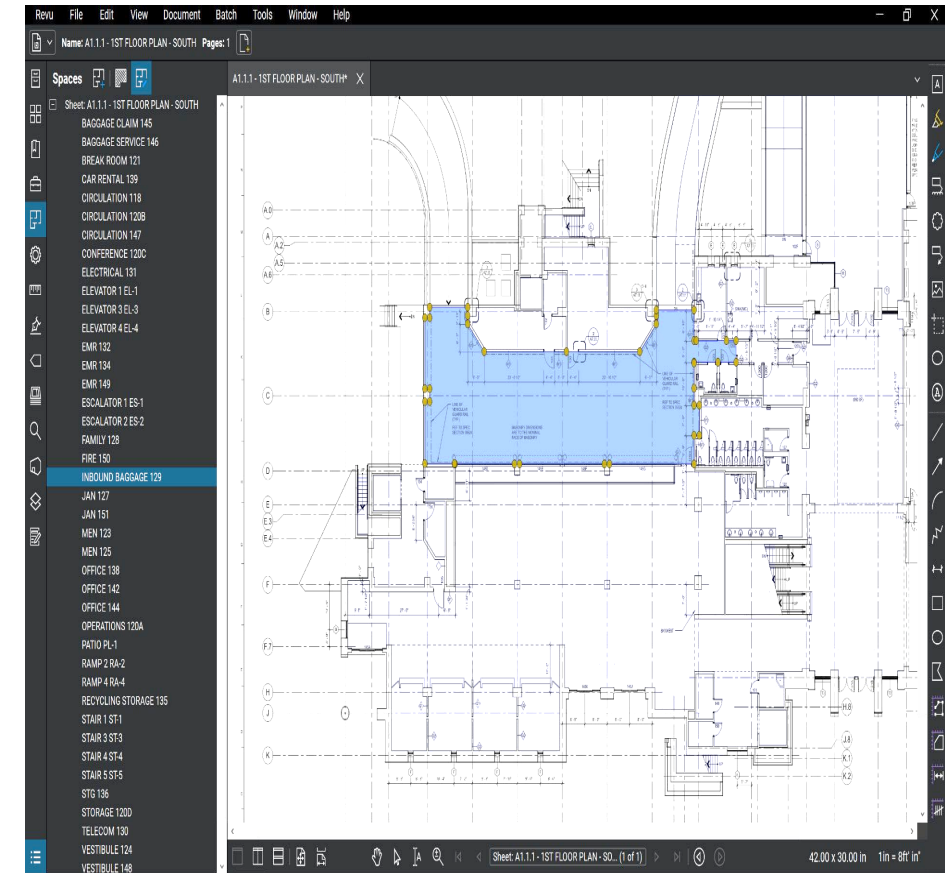 Revu File Edit View Document Batch Tools Window Help
Name: A1.1.1 - 1ST FLOOR PLAN - SOUTH Pages: 1
Spaces
A1.1.1 - 1ST FLOOR PLAN - SOUTH*
Sheet: A1.1.1 - 1ST FLOOR PLAN - SOUTH
BAGGAGE CLAIM 145
BAGGAGE SERVICE 146
BREAK ROOM 121
CAR RENTAL 139
CIRCULATION 118
CIRCULATION 120B
CIRCULATION 147
CONFERENCE 120C
ELECTRICAL 131
ELEVATOR 1 EL-1
ELEVATOR 3 EL-3
ELEVATOR 4 EL-4
EMR 132
EMR 134
EMR 149
ESCALATOR 1 ES-1
ESCALATOR 2 ES-2
FAMILY 128
FIRE 150
INBOUND BAGGAGE 129
JAN 127
JAN 151
MEN 123
MEN 125
OFFICE 138
OFFICE 142
OFFICE 144
OPERATIONS 120A
PATIO PL-1
RAMP 2 RA-2
RAMP 4 RA-4
RECYCLING STORAGE 135
STAIR 1 ST-1
STAIR 3 ST-3
STAIR 4 ST-4
STAIR 5 ST-5
STG 136
STORAGE 120D
TELECOM 130
VESTIBULE 124
VESTIBULE 148
A.0
A
A.2
A.5
A.6
B
C
D
E
E.3
E.4
F
F.7
H
J
K
H.8
J.8
K.1
K.2
Sheet: A1.1.1 - 1ST FLOOR PLAN - SO... (1 of 1)
42.00 x 30.00 in 1in = 8ft' in"